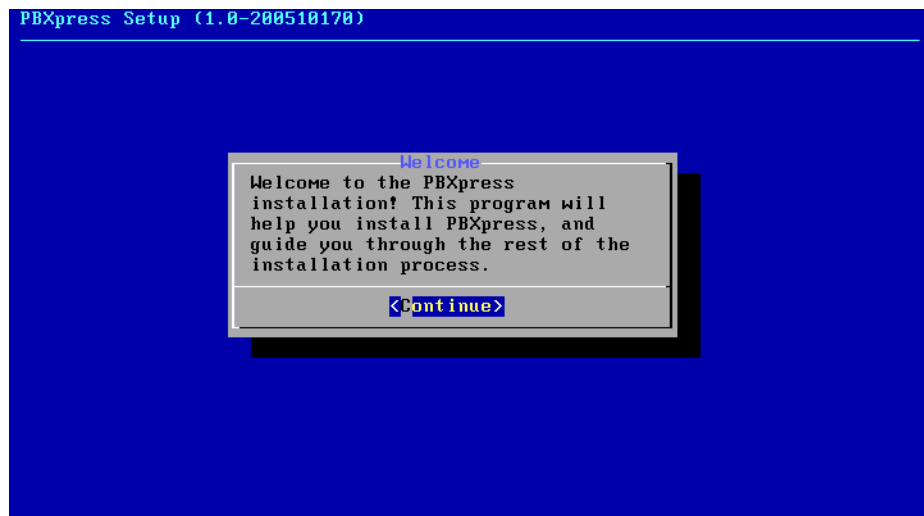 PBXpress Setup (1.0-200510170)
Welcome
Welcome to the PBXpress
installation! This program will
help you install PBXpress, and
guide you through the rest of the
installation process.
<Continue>